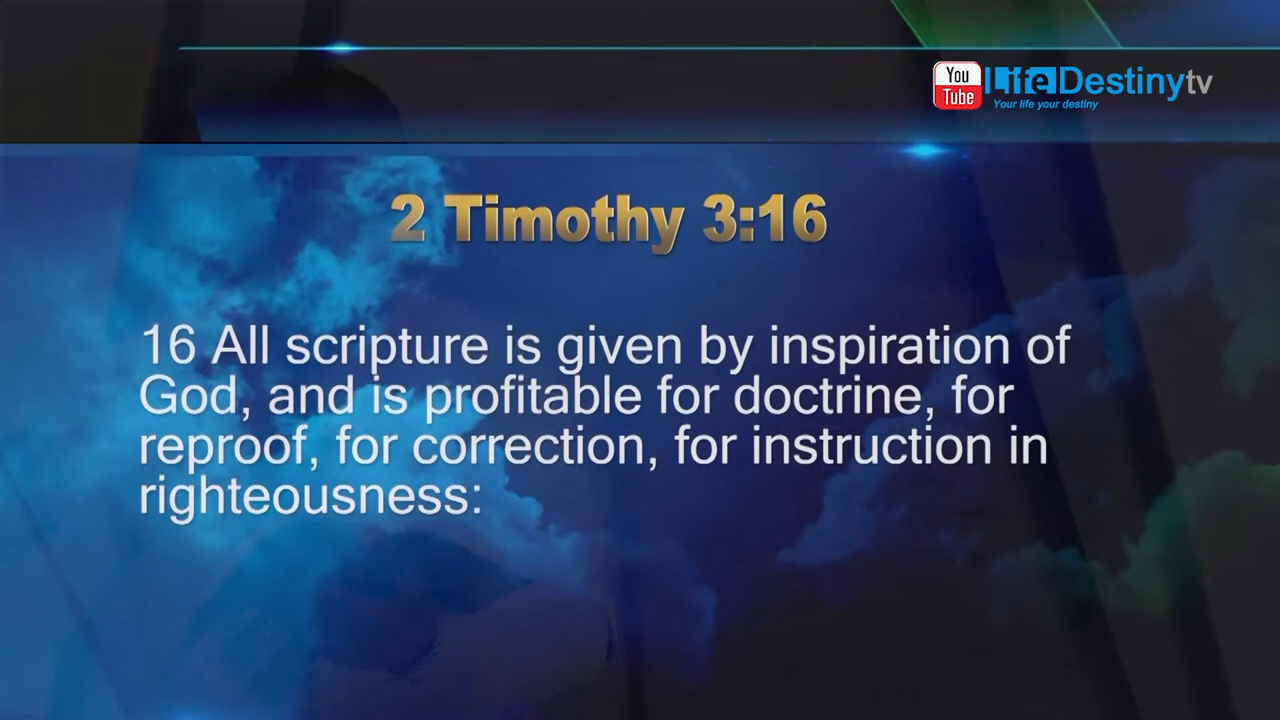 You
Tube
LifeDestinytv
Your life your destiny
2 Timothy 3:16
16 All scripture is given by inspiration of
God, and is profitable for doctrine, for
reproof, for correction, for instruction in
righteousness: